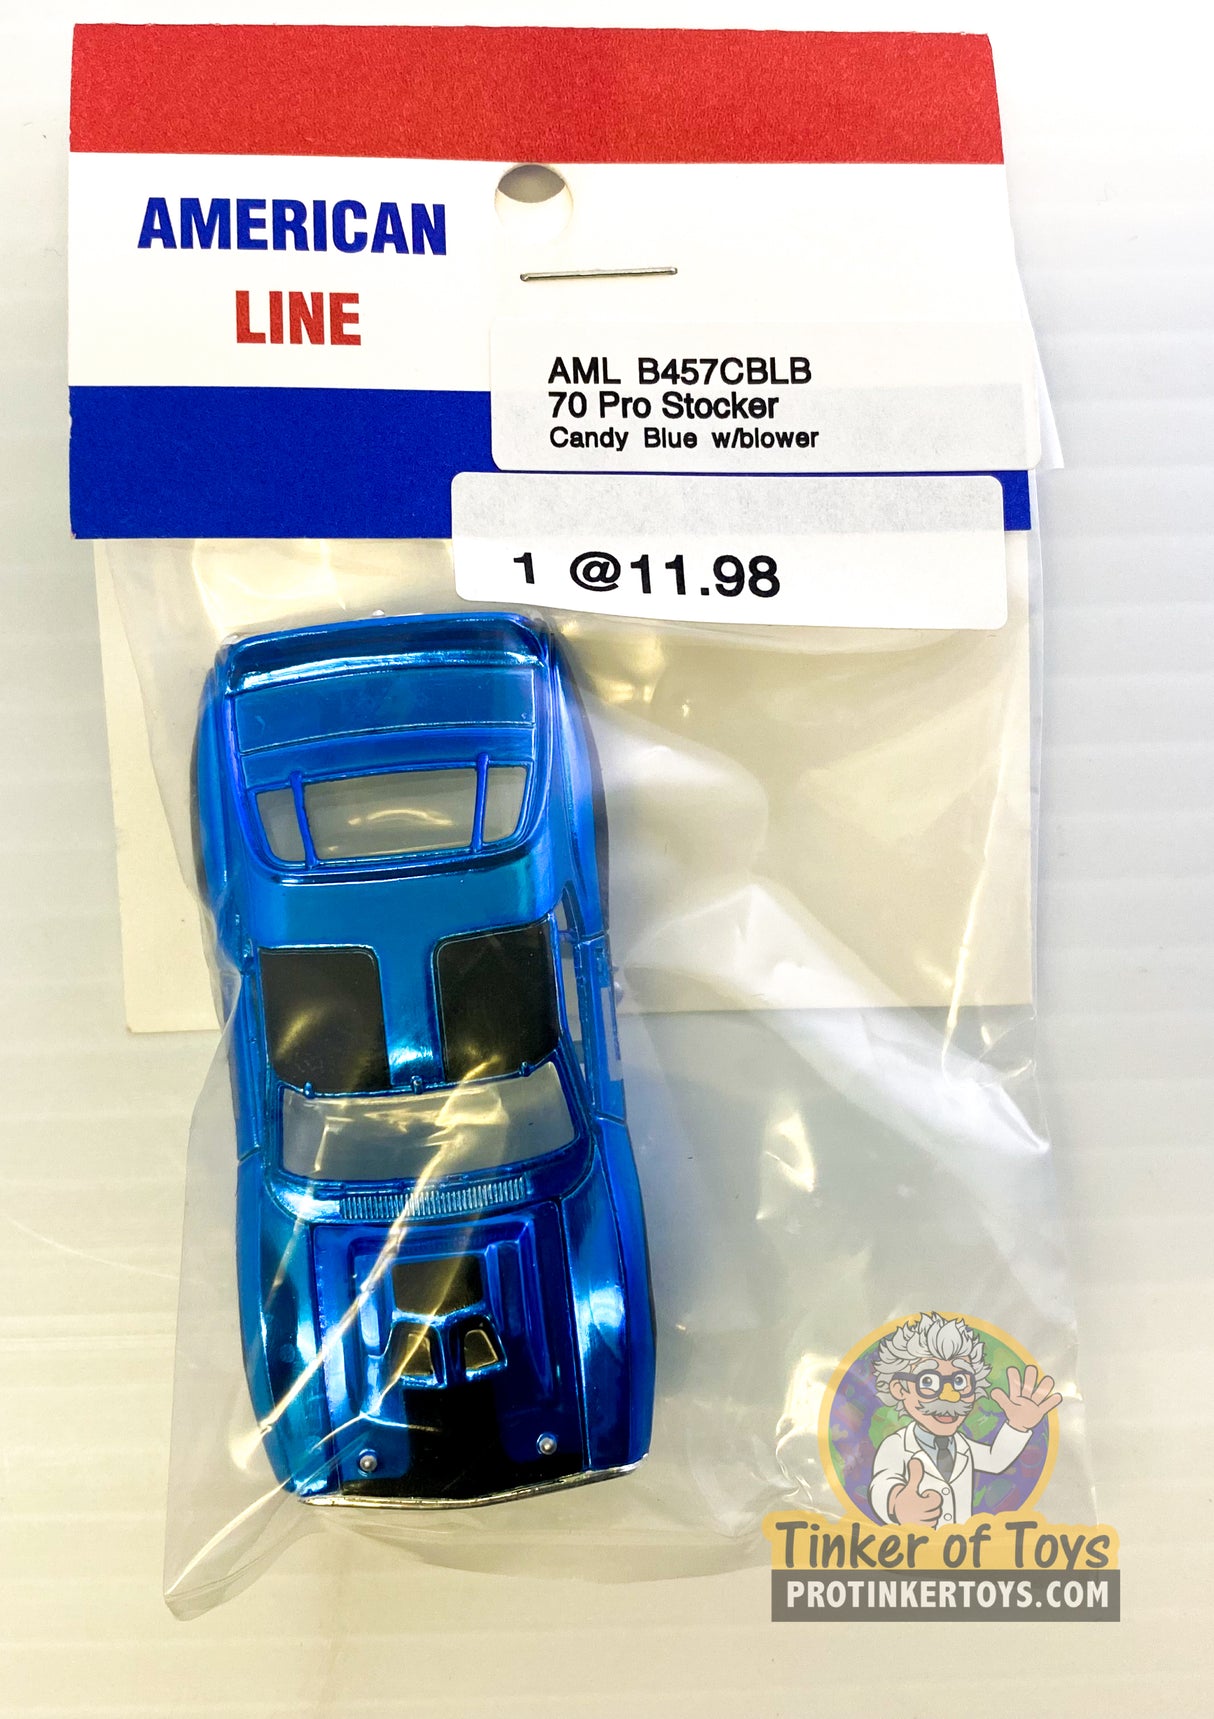 AMERICAN
LINE
AML B457CBLB
70 Pro Stocker
Candy Blue w/blower
1 @11.98
Tinker of Toys
PROTINKERTOYS.COM